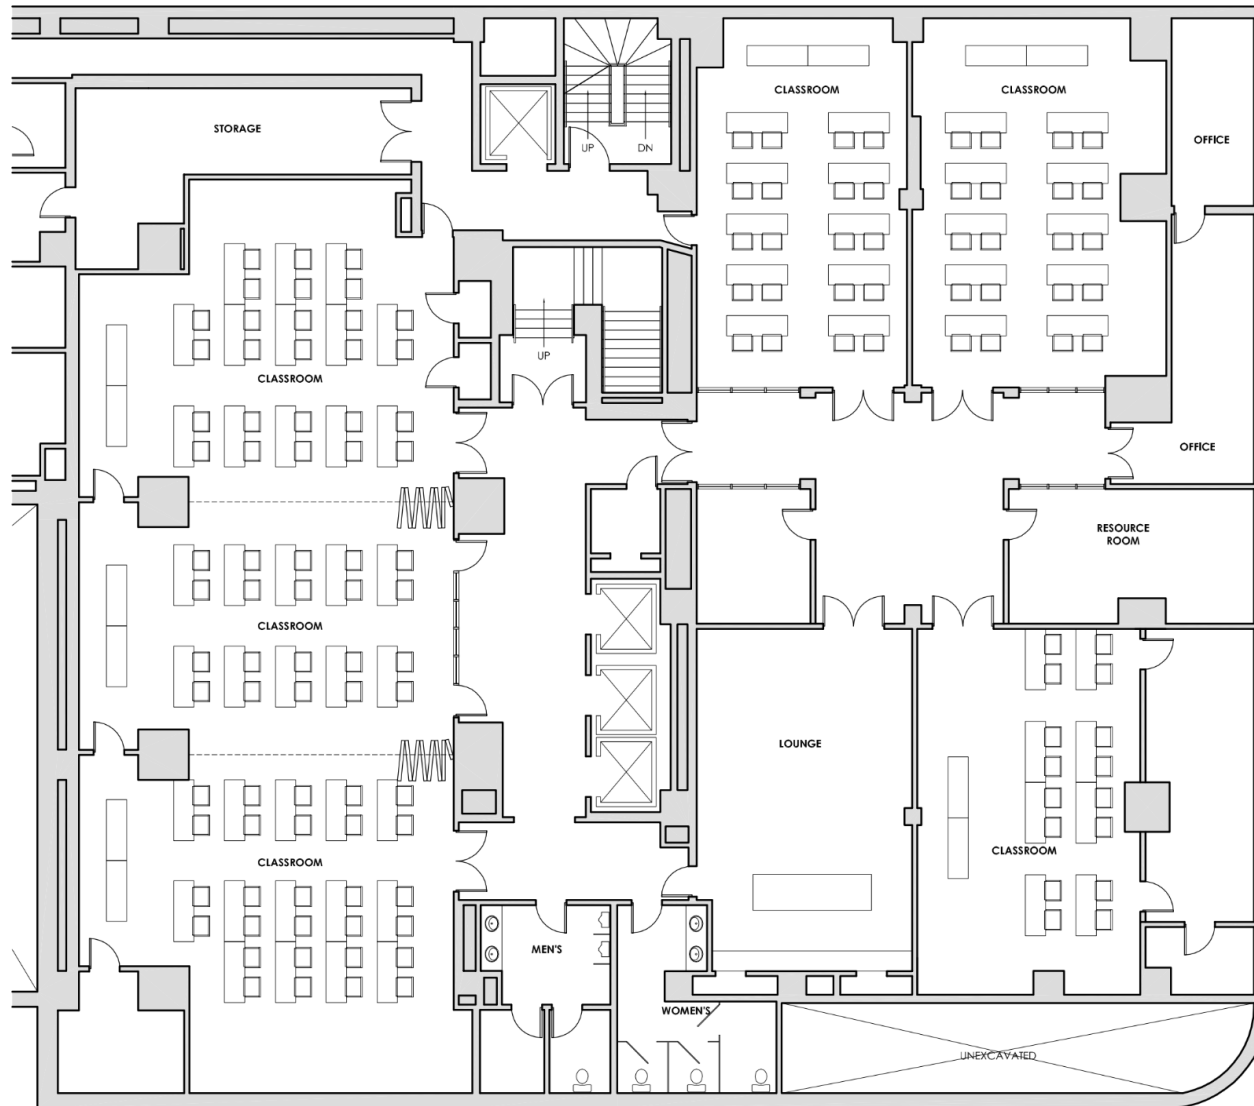 CLASSROOM
CLASSROOM
STORAGE
OFFICE
UP
DN
UP
CLASSROOM
OFFICE
RESOURCE
ROOM
CLASSROOM
LOUNGE
CLASSROOM
CLASSROOM
MEN'S
WOMEN'S
UNEXCAVATED